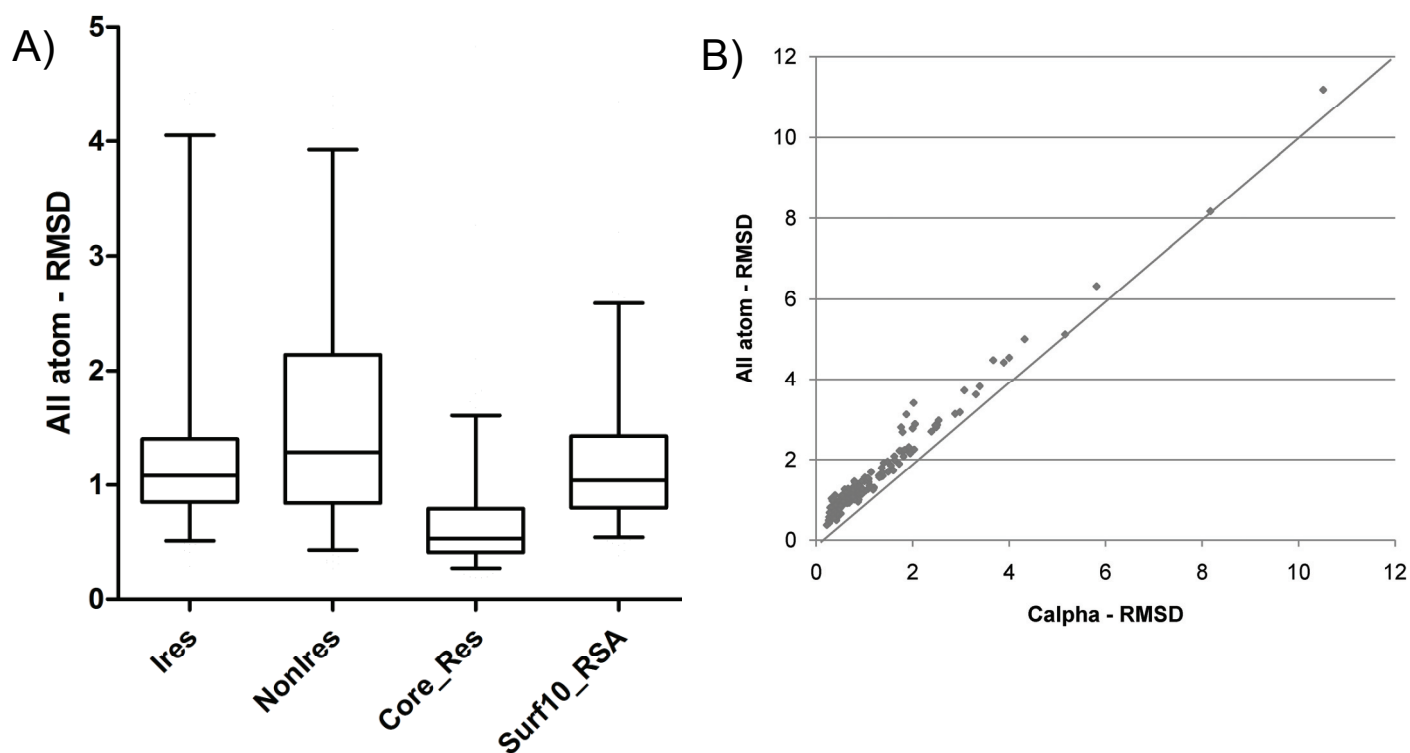 A)
All atom - RMSD
5
4
3
2
1
0
Ires
NonIres
Core_Res
Surf10_RSA
B)
All atom - RMSD
12
10
8
6
4
2
0
0 2 4 6 8 10 12
Calpha - RMSD